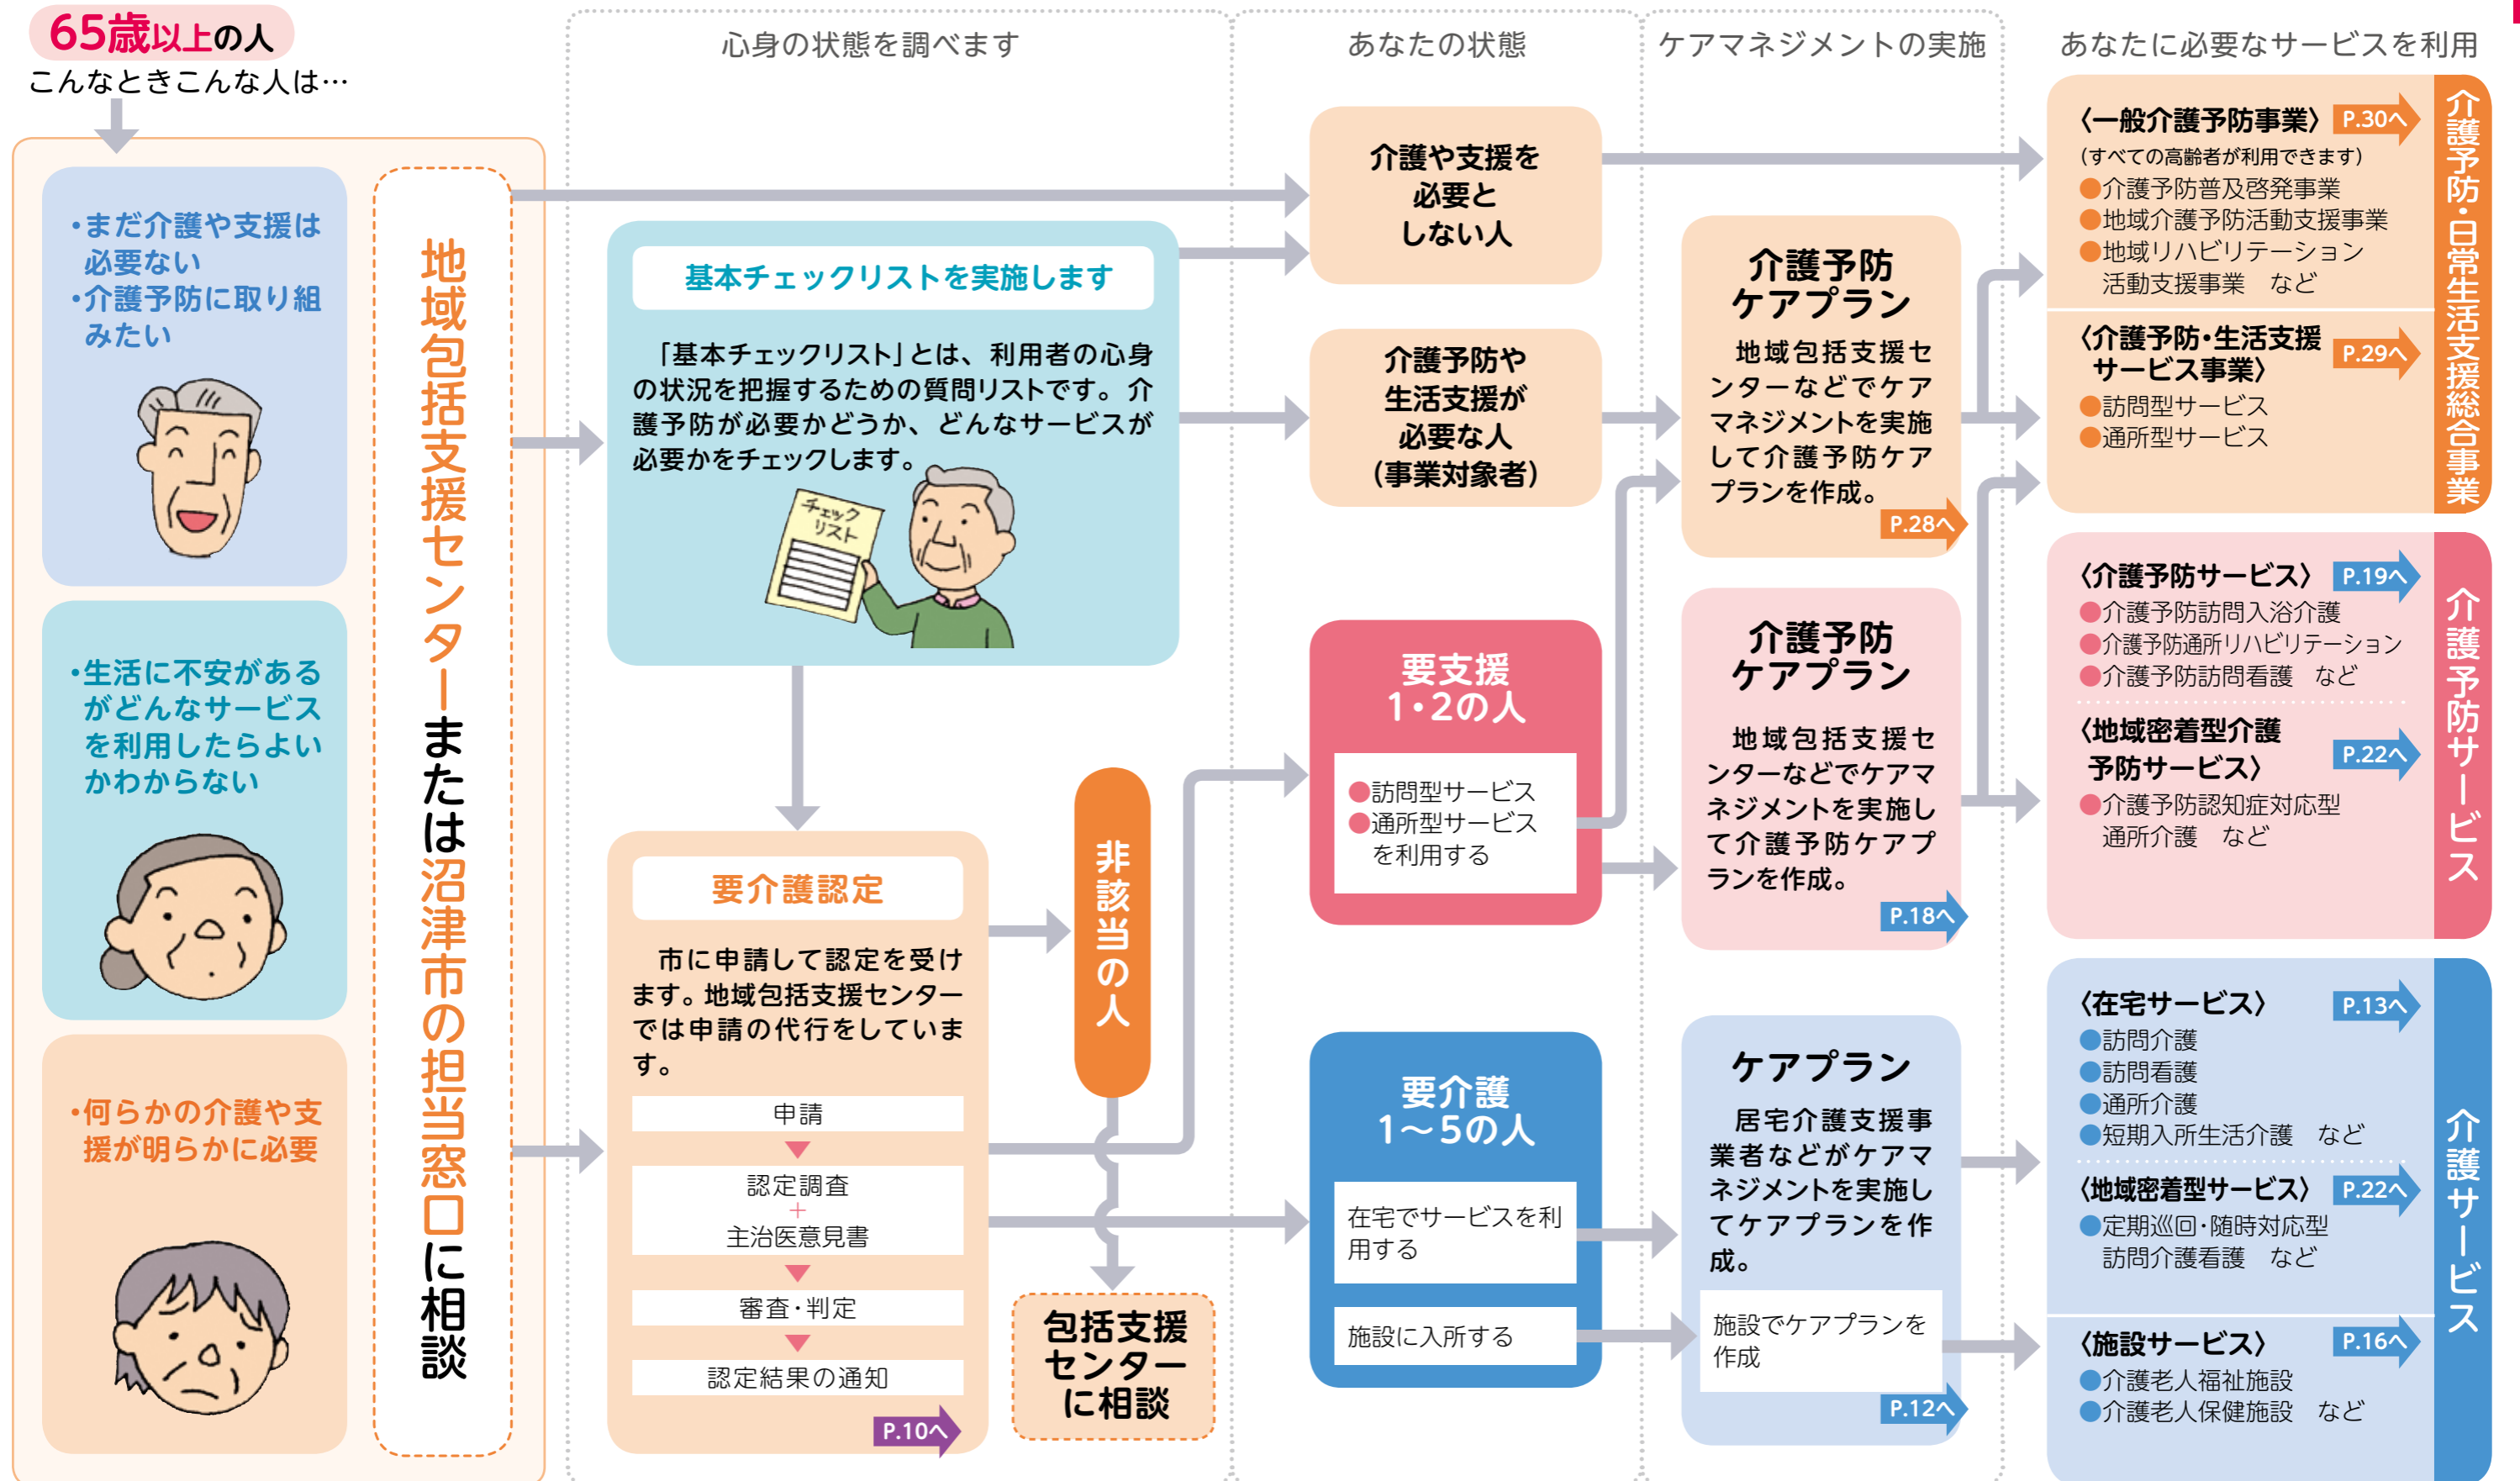 65歳以上の人
こんなときこんな人は…
・まだ介護や支援は
必要ない
・介護予防に取り組
みたい
・生活に不安がある
がどんなサービス
を利用したらよい
かわからない
・何らかの介護や支
援が明らかに必要
地域包括支援センターまたは沼津市の担当窓口に相談
心身の状態を調べます
基本チェックリストを実施します
「基本チェックリスト」とは、利用者の心身
の状況を把握するための質問リストです。介
護予防が必要かどうか、どんなサービスが
必要かをチェックします。
チェック
リスト
要介護認定
市に申請して認定を受け
ます。地域包括支援センター
では申請の代行をしていま
す。
申請
認定調査
+
主治医意見書
審査・判定
認定結果の通知
P.10へ
非該当の人
包括支援
センター
に相談
あなたの状態
介護や支援を
必要と
しない人
介護予防や
生活支援が
必要な人
(事業対象者)
要支援
1・2の人
●訪問型サービス
●通所型サービス
を利用する
要介護
1〜5の人
在宅でサービスを利
用する
施設に入所する
ケアマネジメントの実施
介護予防
ケアプラン
地域包括支援セ
ンターなどでケア
マネジメントを実施
して介護予防ケア
プランを作成。
P.28へ
介護予防
ケアプラン
地域包括支援セ
ンターなどでケアマ
ネジメントを実施し
て介護予防ケアプ
ランを作成。
P.18へ
ケアプラン
居宅介護支援事
業者などがケアマ
ネジメントを実施し
てケアプランを作
成。
施設でケアプランを
作成
P.12へ
あなたに必要なサービスを利用
〈一般介護予防事業〉 P.30へ
(すべての高齢者が利用できます)
●介護予防普及啓発事業
●地域介護予防活動支援事業
●地域リハビリテーション
活動支援事業 など
〈介護予防・生活支援
サービス事業〉 P.29へ
●訪問型サービス
●通所型サービス
介護予防・日常生活支援総合事業
〈介護予防サービス〉 P.19へ
●介護予防訪問入浴介護
●介護予防通所リハビリテーション
●介護予防訪問看護 など
〈地域密着型介護
予防サービス〉 P.22へ
●介護予防認知症対応型
通所介護 など
介護予防サービス
〈在宅サービス〉 P.13へ
●訪問介護
●訪問看護
●通所介護
●短期入所生活介護 など
〈地域密着型サービス〉 P.22へ
●定期巡回・随時対応型
訪問介護看護 など
〈施設サービス〉 P.16へ
●介護老人福祉施設
●介護老人保健施設 など
介護サービス